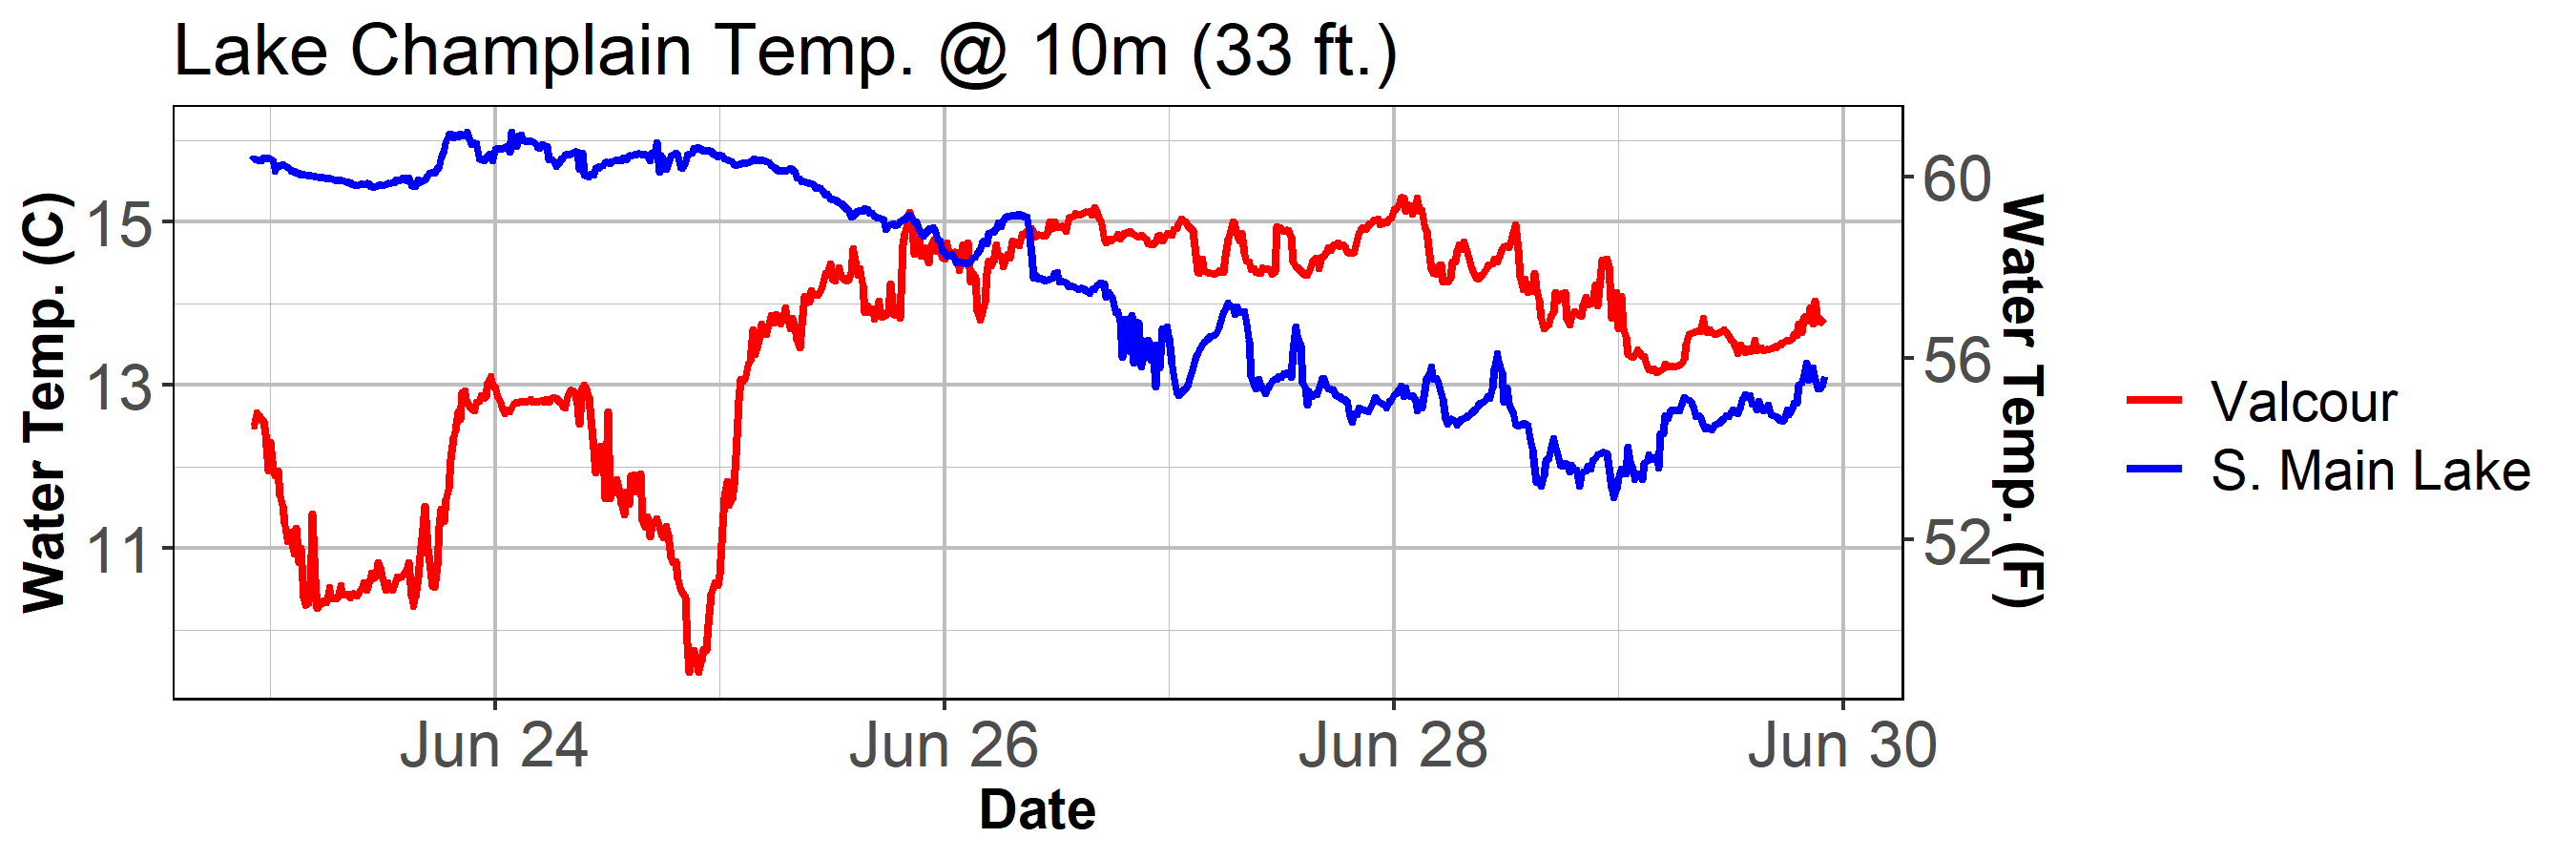 Lake Champlain Temp. @ 10m (33 ft.)
Water Temp. (C)
15
13
11
60
56
52
Water Temp. (F)
Jun 24
Jun 26
Jun 28
Jun 30
Date
Valcour
S. Main Lake